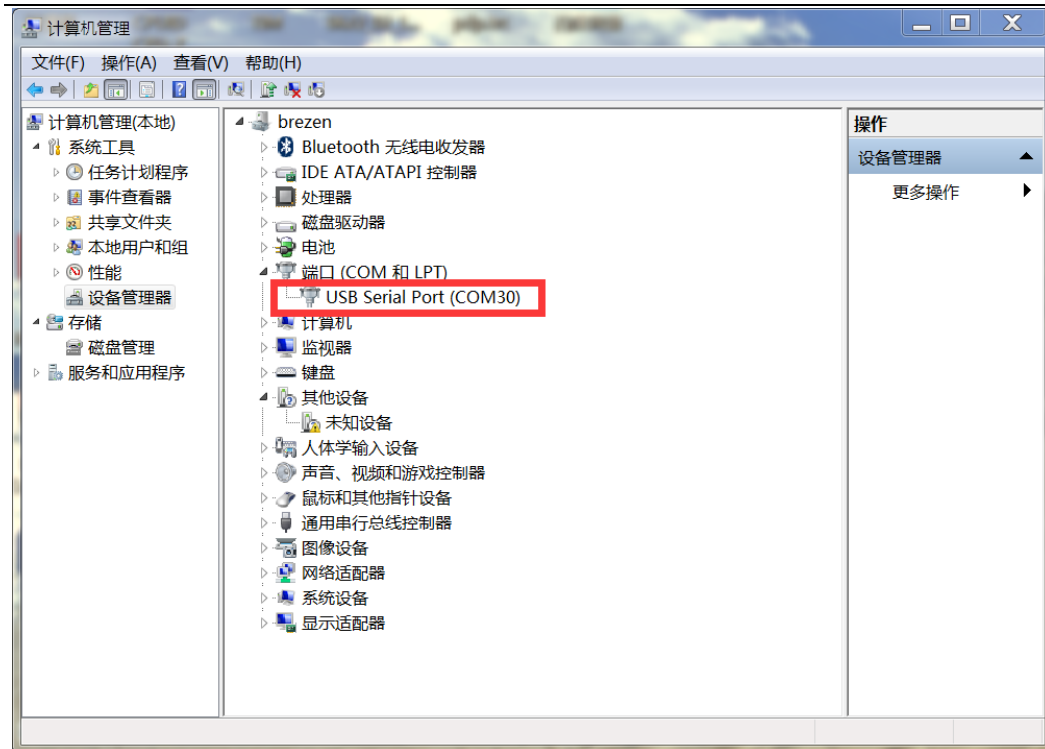 计算机管理
文件(F) 操作(A) 查看(V) 帮助(H)
计算机管理(本地)
系统工具
任务计划程序
事件查看器
共享文件夹
本地用户和组
性能
设备管理器
存储
磁盘管理
服务和应用程序
brezen
Bluetooth 无线电收发器
IDE ATA/ATAPI 控制器
处理器
磁盘驱动器
电池
端口 (COM 和 LPT)
USB Serial Port (COM30)
计算机
监视器
键盘
其他设备
未知设备
人体学输入设备
声音、视频和游戏控制器
鼠标和其他指针设备
通用串行总线控制器
图像设备
网络适配器
系统设备
显示适配器
操作
设备管理器
更多操作